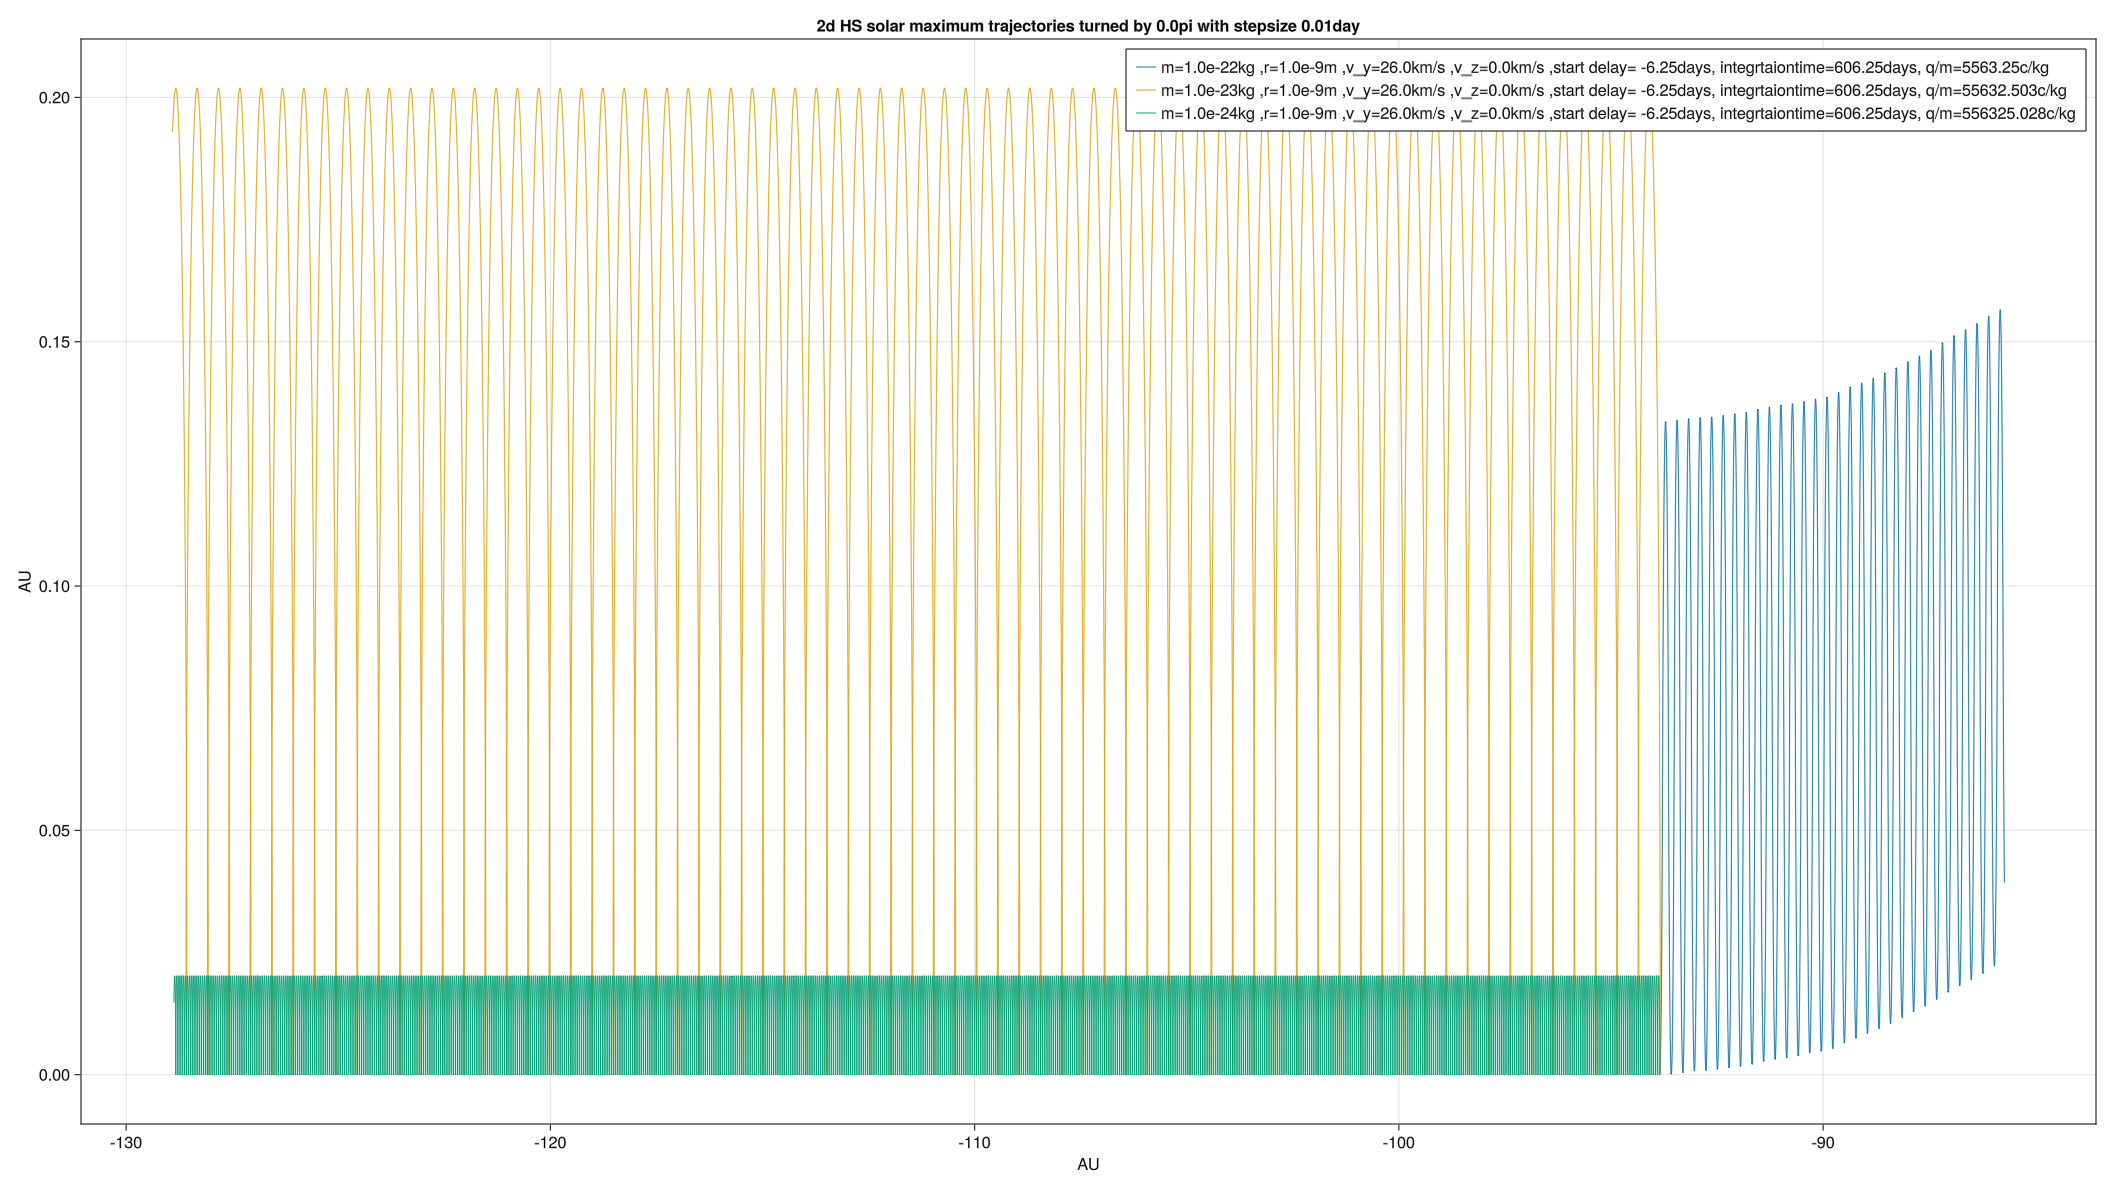 2d HS solar maximum trajectories turned by 0.0pi with stepsize 0.01day
m=1.0e-22kg ,r=1.0e-9m ,v_y=26.0km/s ,v_z=0.0km/s ,start delay= -6.25days, integrtaiontime=606.25days, q/m=5563.25c/kg
m=1.0e-23kg ,r=1.0e-9m ,v_y=26.0km/s ,v_z=0.0km/s ,start delay= -6.25days, integrtaiontime=606.25days, q/m=55632.503c/kg
m=1.0e-24kg ,r=1.0e-9m ,v_y=26.0km/s ,v_z=0.0km/s ,start delay= -6.25days, integrtaiontime=606.25days, q/m=556325.028c/kg
0.20
0.15
0.10
0.05
0.00
AU
-130
-120
-110
-100
-90
AU